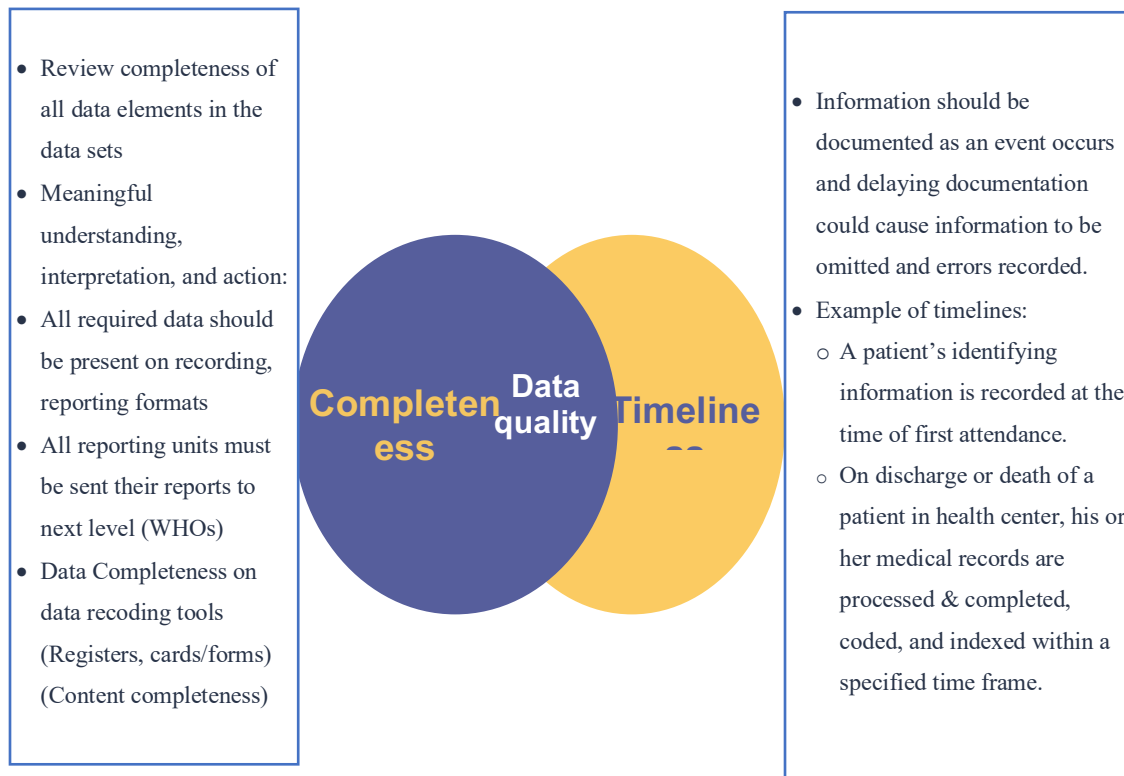 • Review completeness of
all data elements in the
data sets
• Meaningful
understanding,
interpretation, and action:
• All required data should
be present on recording,
reporting formats
• All reporting units must
be sent their reports to
next level (WHOs)
• Data Completeness on
data recoding tools
(Registers, cards/forms)
(Content completeness)
Completen
ess
Data
quality
Timeline
• Information should be
documented as an event occurs
and delaying documentation
could cause information to be
omitted and errors recorded.
• Example of timelines:
o A patient’s identifying
information is recorded at the
time of first attendance.
o On discharge or death of a
patient in health center, his or
her medical records are
processed & completed,
coded, and indexed within a
specified time frame.